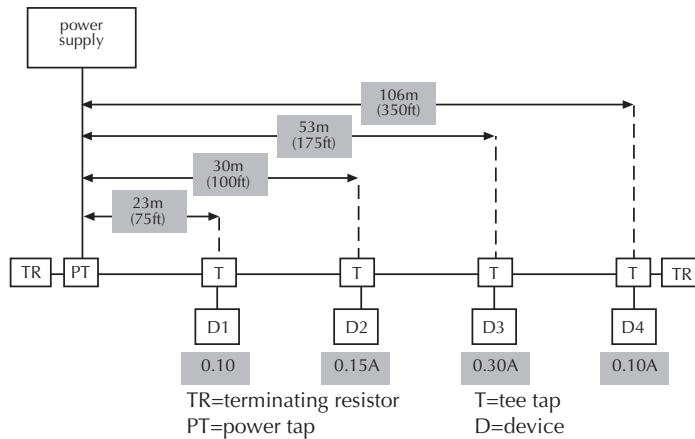 power
supply
106m
(350ft)
53m
(175ft)
30m
(100ft)
23m
(75ft)
TR PT T T T T TR
D1 D2 D3 D4
0.10 0.15A 0.30A 0.10A
TR=terminating resistor T=tee tap
PT=power tap D=device